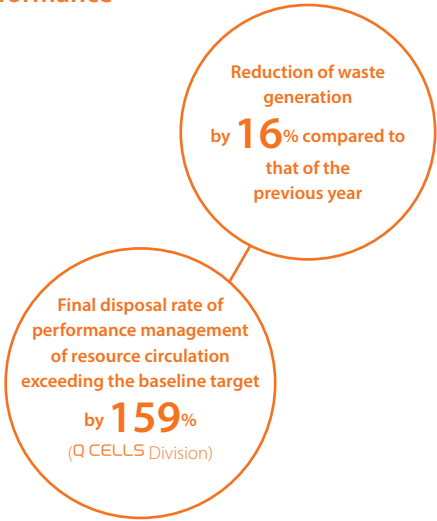 Reduction of waste
generation
by 16% compared to
that of the
previous year
Final disposal rate of
performance management
of resource circulation
exceeding the baseline target
by 159%
(Q CELLS Division)